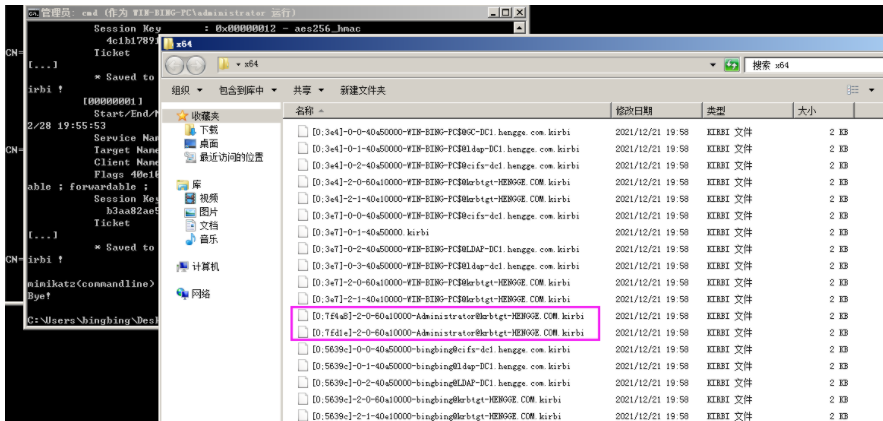 管理员: cmd (作为 WIN-BING-PC\administrator 运行)
Session Key : 0x00000012 - aes256_hmac
4c1b17891
CN= Ticket
[...]
* Saved to
irbi !
[00000001]
Start/End/M
2/28 19:55:53
Service Nam
CN= Target Name
Client Name
Flags 40e10
able ; forwardable ;
Session Key
b3aa82ae5
Ticket
[...]
* Saved to
CN= irbi !
mimikatz(commandline)
Bye!
C:\Users\bingbing\Des
x64
x64
搜索 x64
组织 包含到库中 共享 新建文件夹
收藏夹
下载
桌面
最近访问的位置
库
视频
图片
文档
音乐
计算机
网络
名称 修改日期 类型 大小
[0;3e4]-0-0-40a50000-WIN-BING-PC$@GC-DC1.hengge.com.kirbi 2021/12/21 19:58 KIRBI 文件 2 KB
[0;3e4]-0-1-40a50000-WIN-BING-PC$@ldap-DC1.hengge.com.kirbi 2021/12/21 19:58 KIRBI 文件 2 KB
[0;3e4]-0-2-40a50000-WIN-BING-PC$@cifs-dc1.hengge.com.kirbi 2021/12/21 19:58 KIRBI 文件 2 KB
[0;3e4]-2-0-60a10000-WIN-BING-PC$@krbtgt-HENGGE.COM.kirbi 2021/12/21 19:58 KIRBI 文件 2 KB
[0;3e4]-2-1-40e10000-WIN-BING-PC$@krbtgt-HENGGE.COM.kirbi 2021/12/21 19:58 KIRBI 文件 2 KB
[0;3e7]-0-0-40a50000-WIN-BING-PC$@cifs-dc1.hengge.com.kirbi 2021/12/21 19:58 KIRBI 文件 2 KB
[0;3e7]-0-1-40a50000.kirbi 2021/12/21 19:58 KIRBI 文件 2 KB
[0;3e7]-0-2-40a50000-WIN-BING-PC$@LDAP-DC1.hengge.com.kirbi 2021/12/21 19:58 KIRBI 文件 2 KB
[0;3e7]-0-3-40a50000-WIN-BING-PC$@ldap-dc1.hengge.com.kirbi 2021/12/21 19:58 KIRBI 文件 2 KB
[0;3e7]-2-0-60a10000-WIN-BING-PC$@krbtgt-HENGGE.COM.kirbi 2021/12/21 19:58 KIRBI 文件 2 KB
[0;3e7]-2-1-40e10000-WIN-BING-PC$@krbtgt-HENGGE.COM.kirbi 2021/12/21 19:58 KIRBI 文件 2 KB
[0;7f4a8]-2-0-60a10000-Administrator@krbtgt-HENGGE.COM.kirbi 2021/12/21 19:58 KIRBI 文件 2 KB
[0;7fd1e]-2-0-60a10000-Administrator@krbtgt-HENGGE.COM.kirbi 2021/12/21 19:58 KIRBI 文件 2 KB
[0;5639c]-0-0-40a50000-bingbing@cifs-dc1.hengge.com.kirbi 2021/12/21 19:58 KIRBI 文件 2 KB
[0;5639c]-0-1-40a50000-bingbing@ldap-DC1.hengge.com.kirbi 2021/12/21 19:58 KIRBI 文件 2 KB
[0;5639c]-0-2-40a50000-bingbing@LDAP-DC1.hengge.com.kirbi 2021/12/21 19:58 KIRBI 文件 2 KB
[0;5639c]-2-0-60a10000-bingbing@krbtgt-HENGGE.COM.kirbi 2021/12/21 19:58 KIRBI 文件 2 KB
[0;5639c]-2-1-40e10000-bingbing@krbtgt-HENGGE.COM.kirbi 2021/12/21 19:58 KIRBI 文件 2 KB